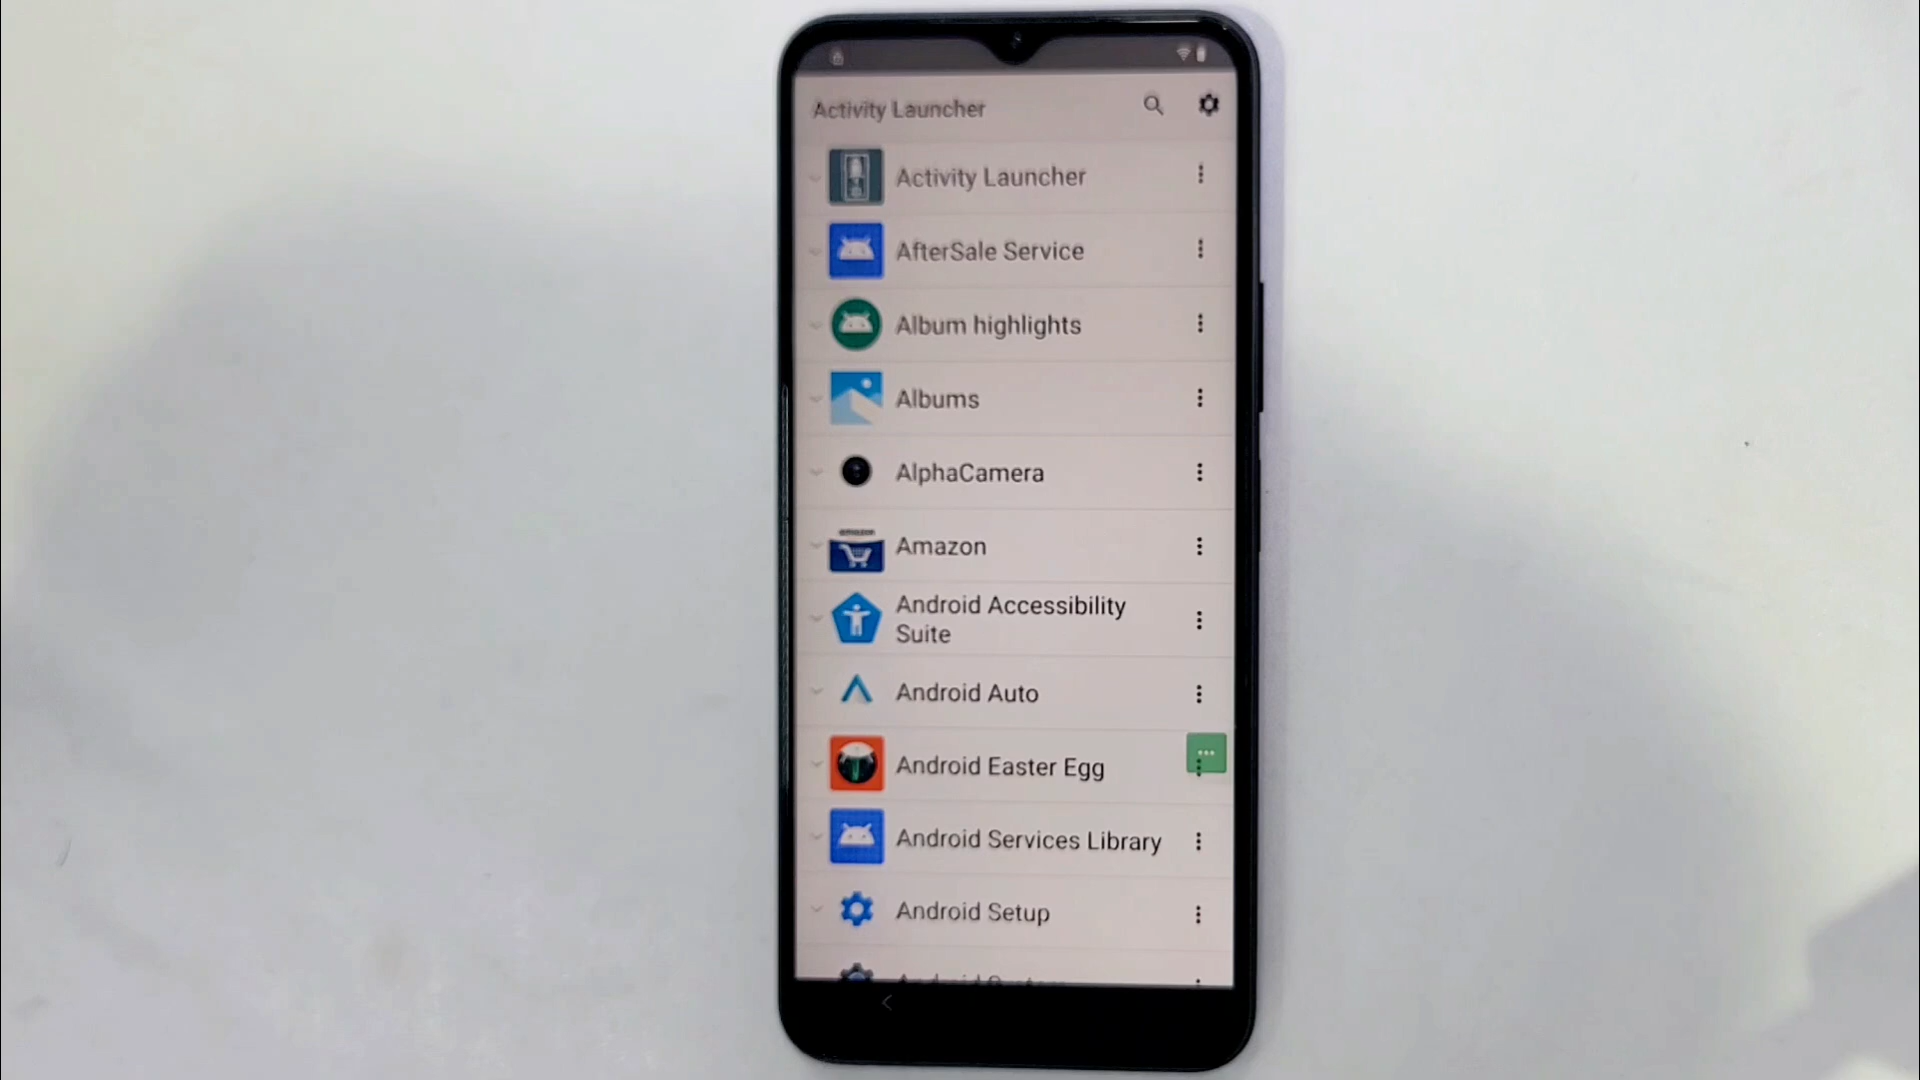 Activity Launcher
Activity Launcher
AfterSale Service
Album highlights
Albums
AlphaCamera
amazon
Amazon
Android Accessibility
Suite
Android Auto
Android Easter Egg
Android Services Library
Android Setup